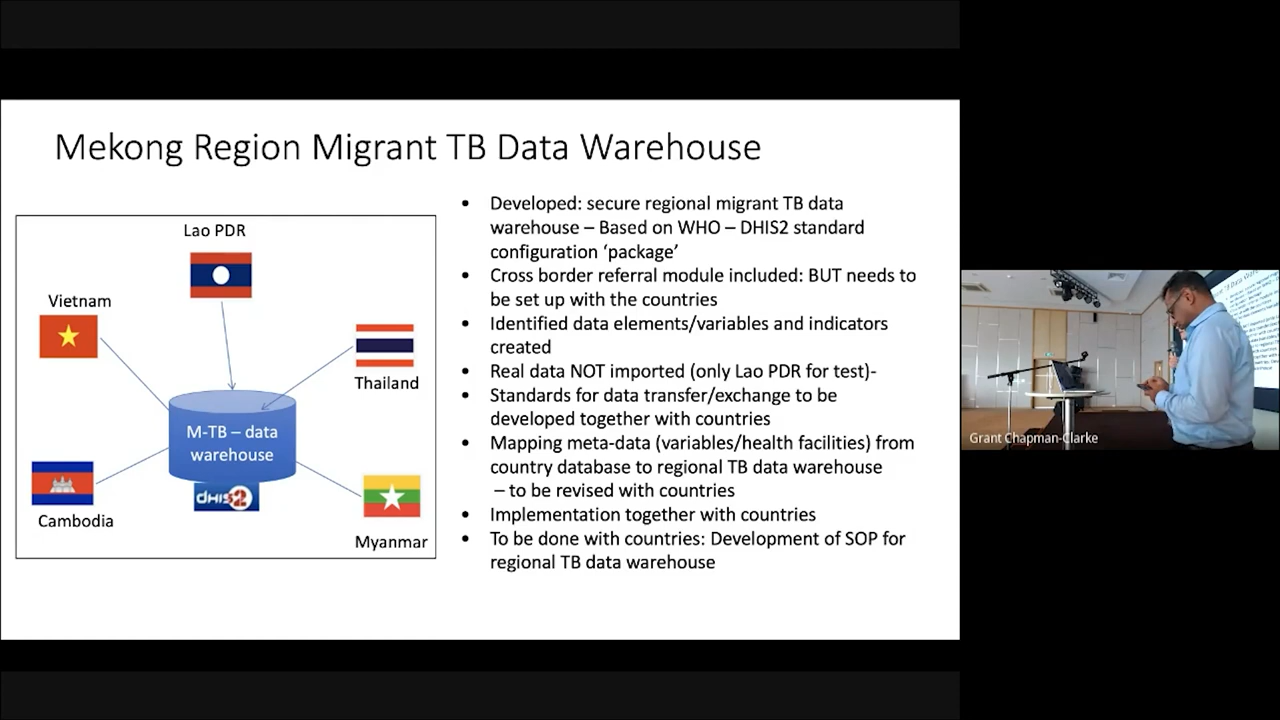 Mekong Region Migrant TB Data Warehouse
Lao PDR
Vietnam
Thailand
M-TB – data
warehouse
dhis2
Cambodia
Myanmar
• Developed: secure regional migrant TB data
warehouse – Based on WHO – DHIS2 standard
configuration ‘package’
• Cross border referral module included: BUT needs to
be set up with the countries
• Identified data elements/variables and indicators
created
• Real data NOT imported (only Lao PDR for test)-
• Standards for data transfer/exchange to be
developed together with countries
• Mapping meta-data (variables/health facilities) from
country database to regional TB data warehouse
– to be revised with countries
• Implementation together with countries
• To be done with countries: Development of SOP for
regional TB data warehouse
Grant Chapman-Clarke